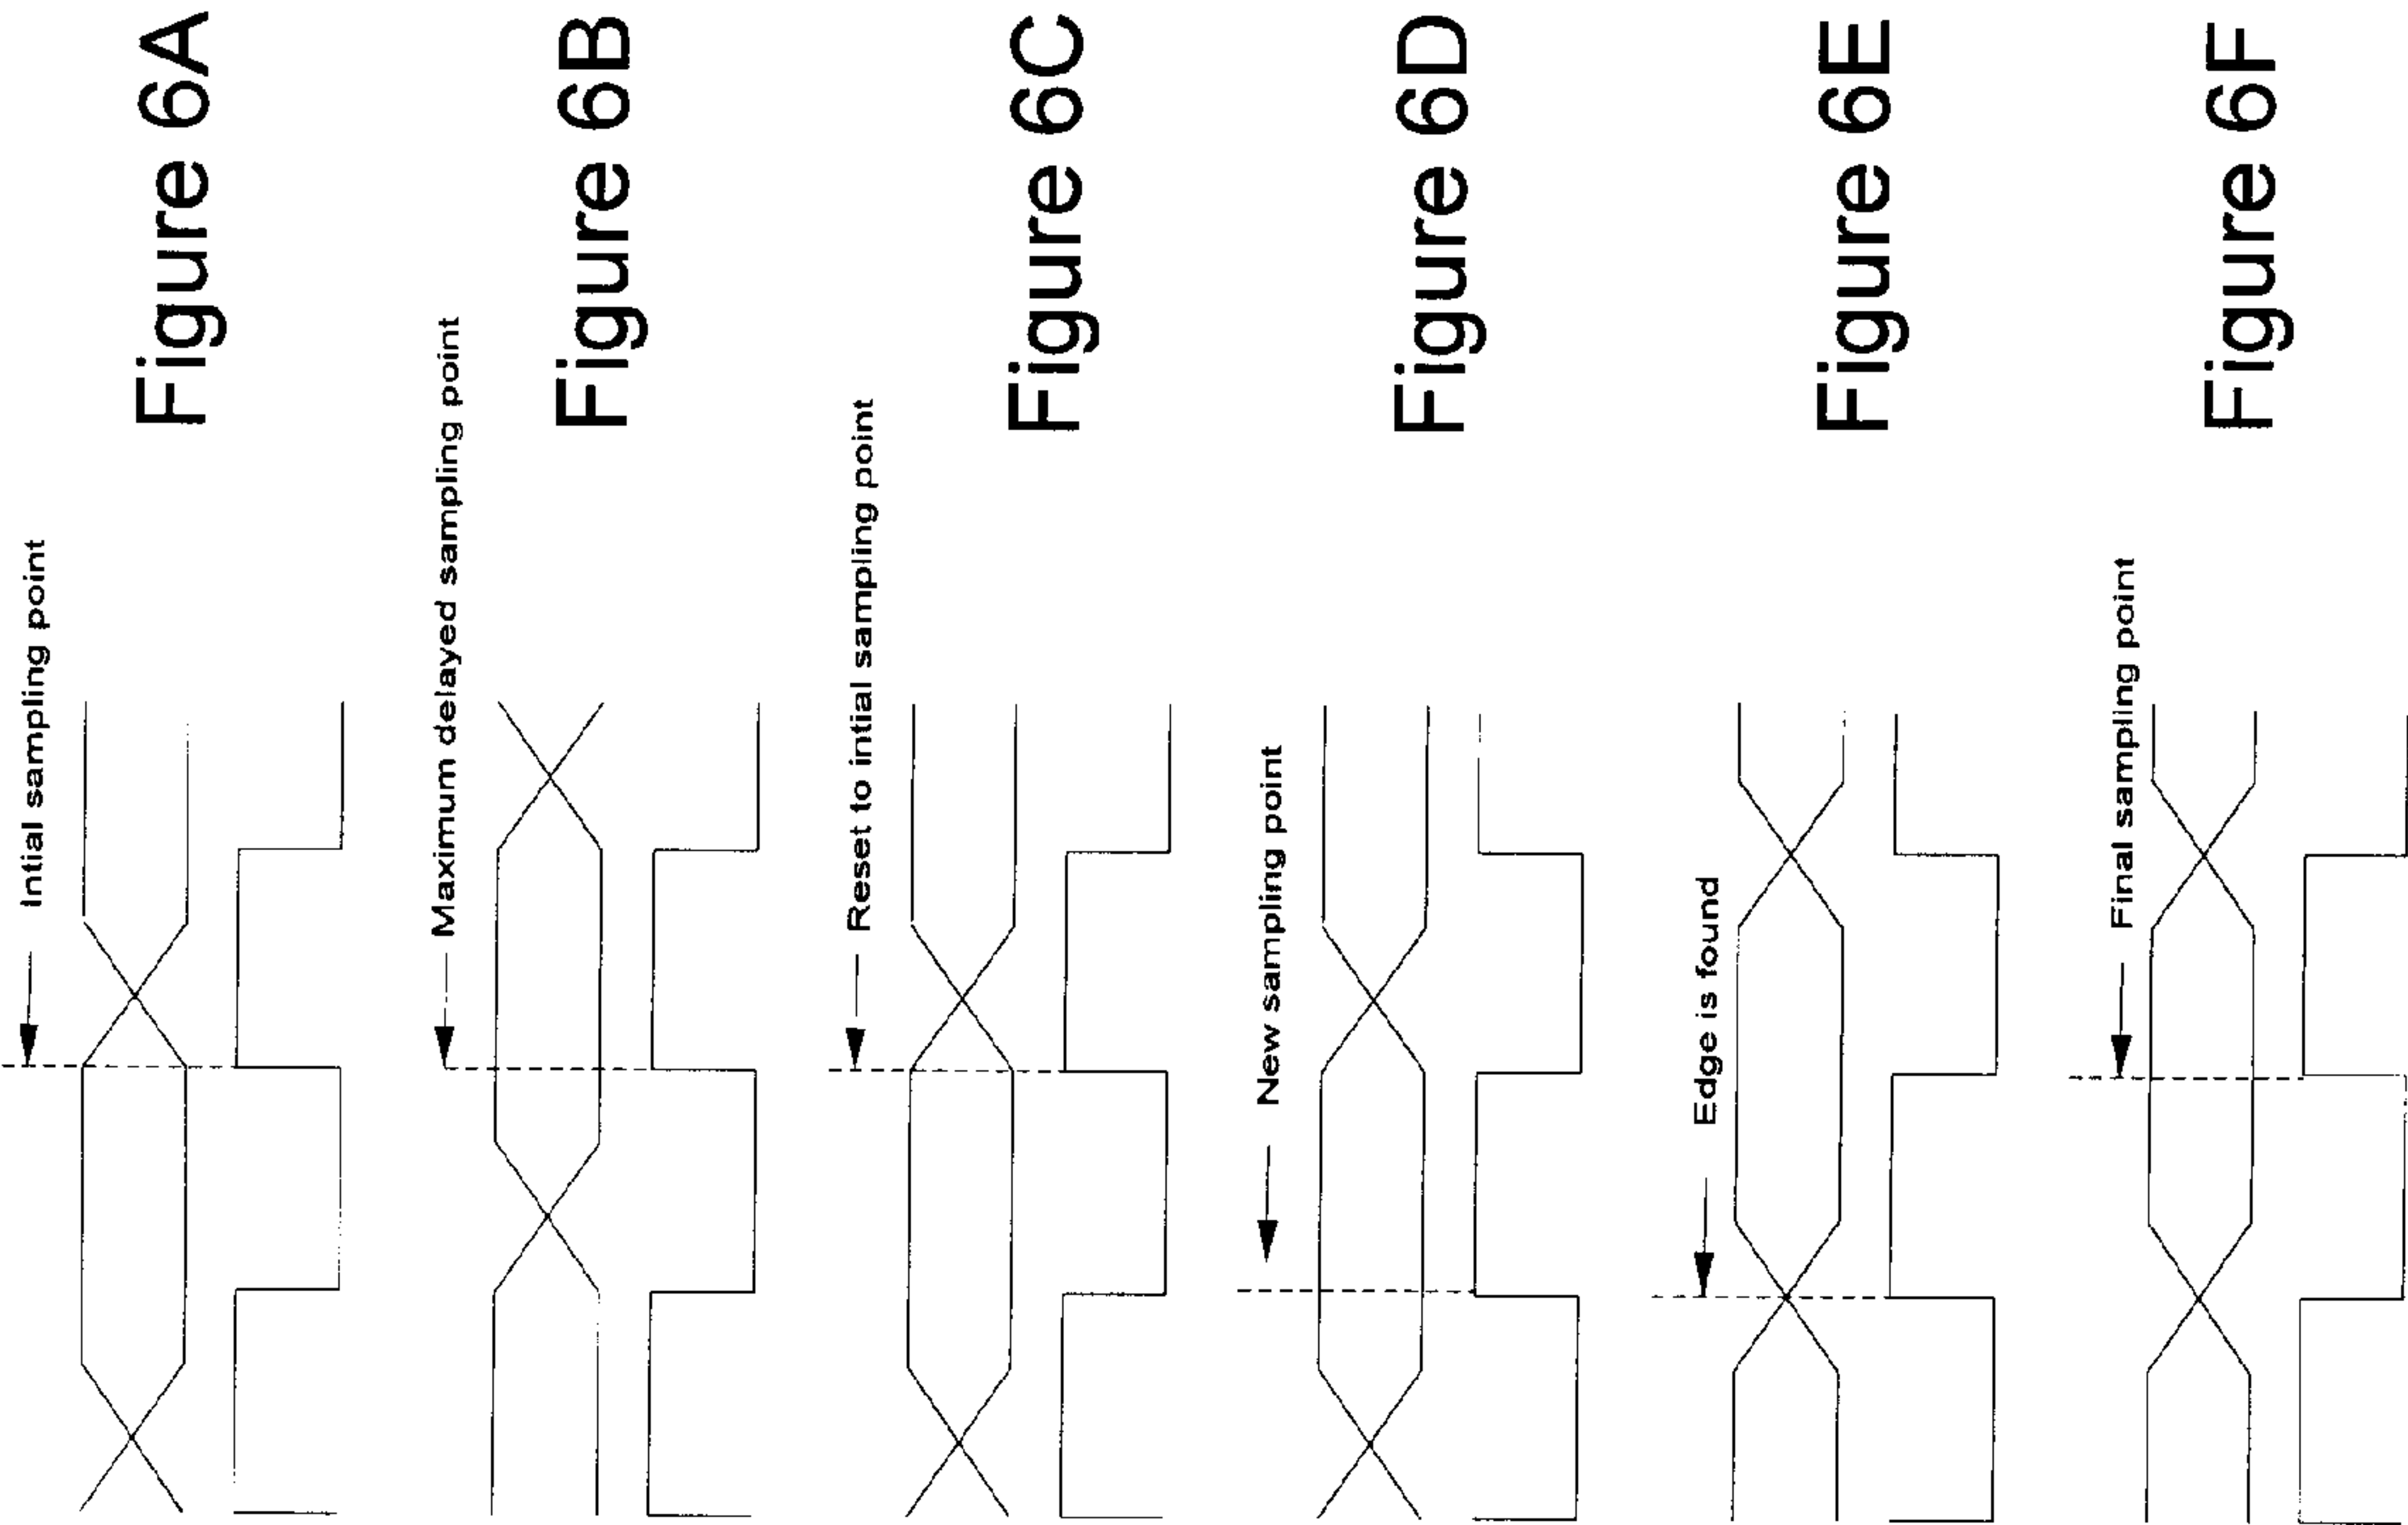 Intial sampling point
Figure 6A
Maximum delayed sampling point
Figure 6B
Reset to intial sampling point
Figure 6C
New sampling point
Figure 6D
Edge is found
Figure 6E
Final sampling point
Figure 6F